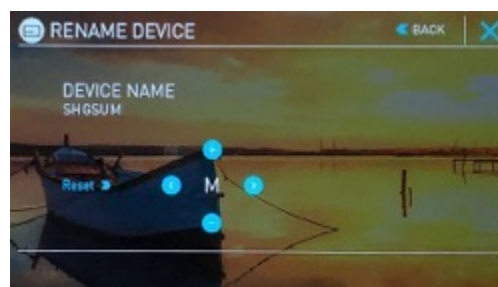 RENAME DEVICE
BACK
DEVICE NAME
SHGSUM
Reset
M